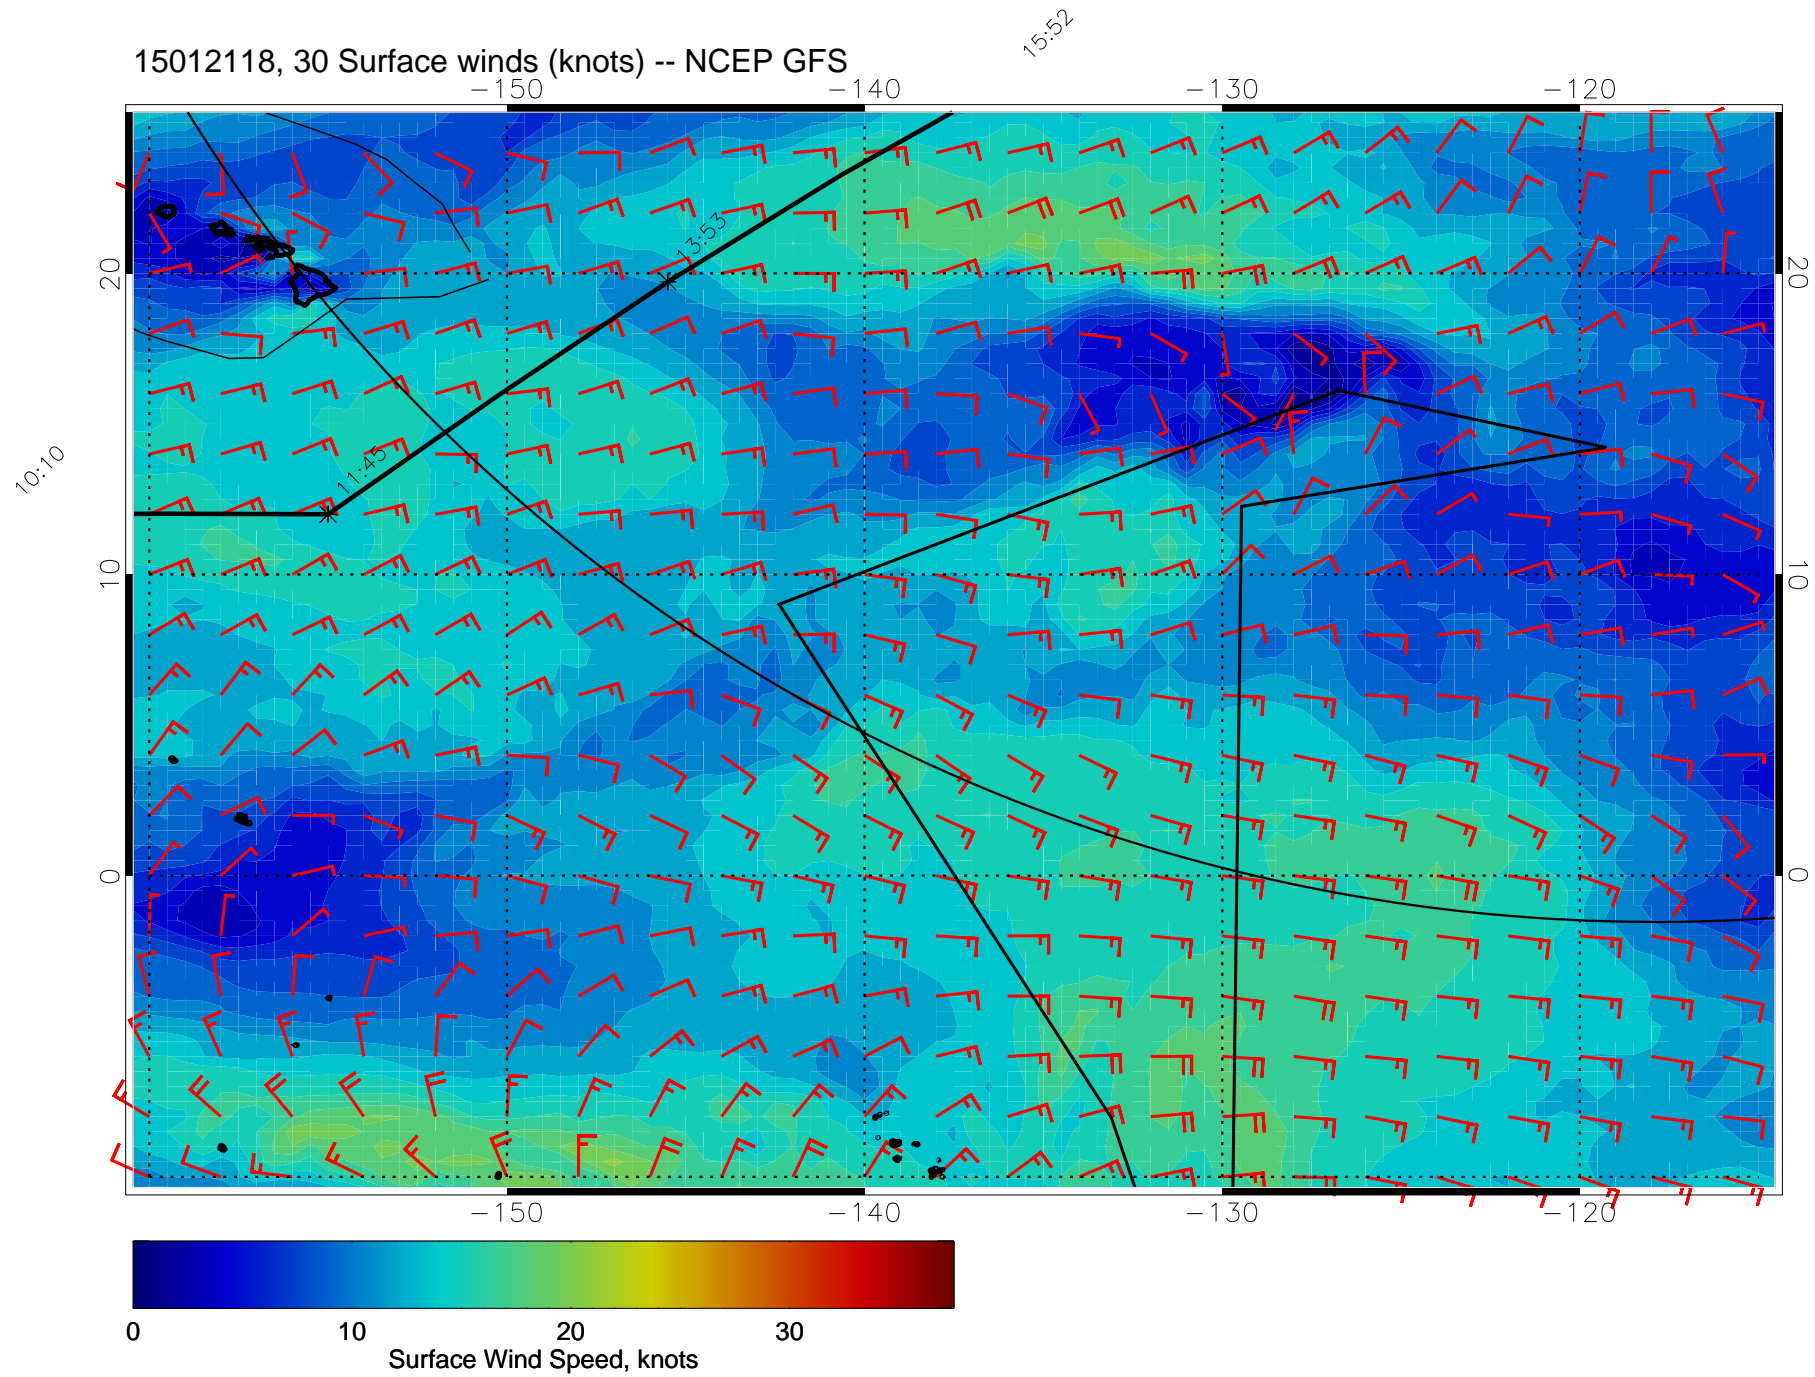 15:52
15012118, 30 Surface winds (knots) -- NCEP GFS
−150 −140 −130 −120
13:53
20 20
10:10
11:45
10 10
0 0
−150 −140 −130 −120
0 10 20 30
Surface Wind Speed, knots